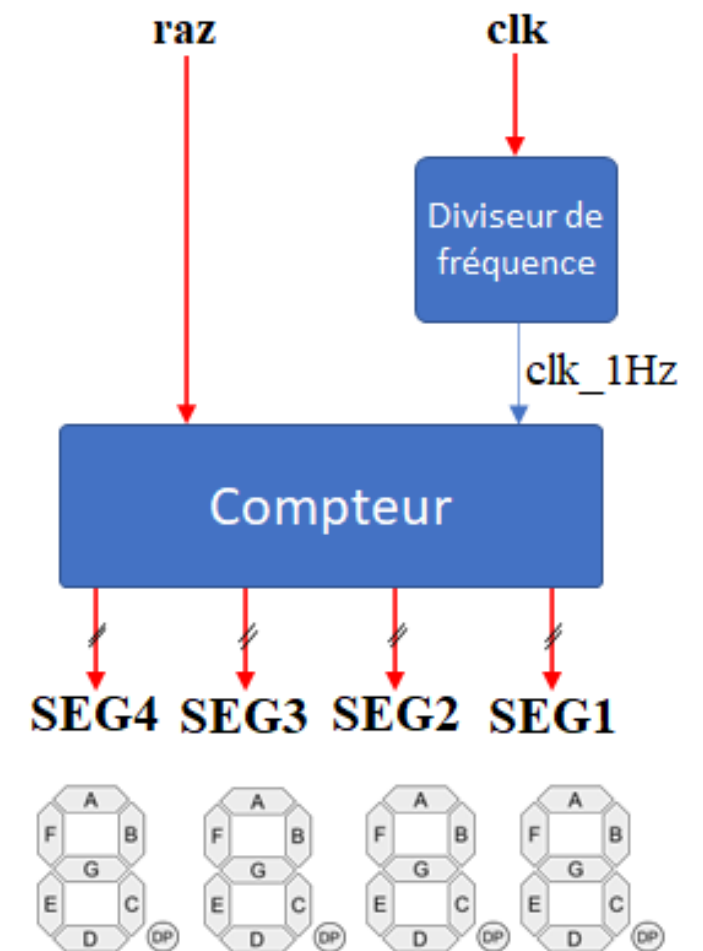 raz
clk
Diviseur de
fréquence
clk_1Hz
Compteur
SEG4 SEG3 SEG2 SEG1
A A A A
F B F B F B F B
G G G G
E C E C E C E C
D DP D DP D DP D DP